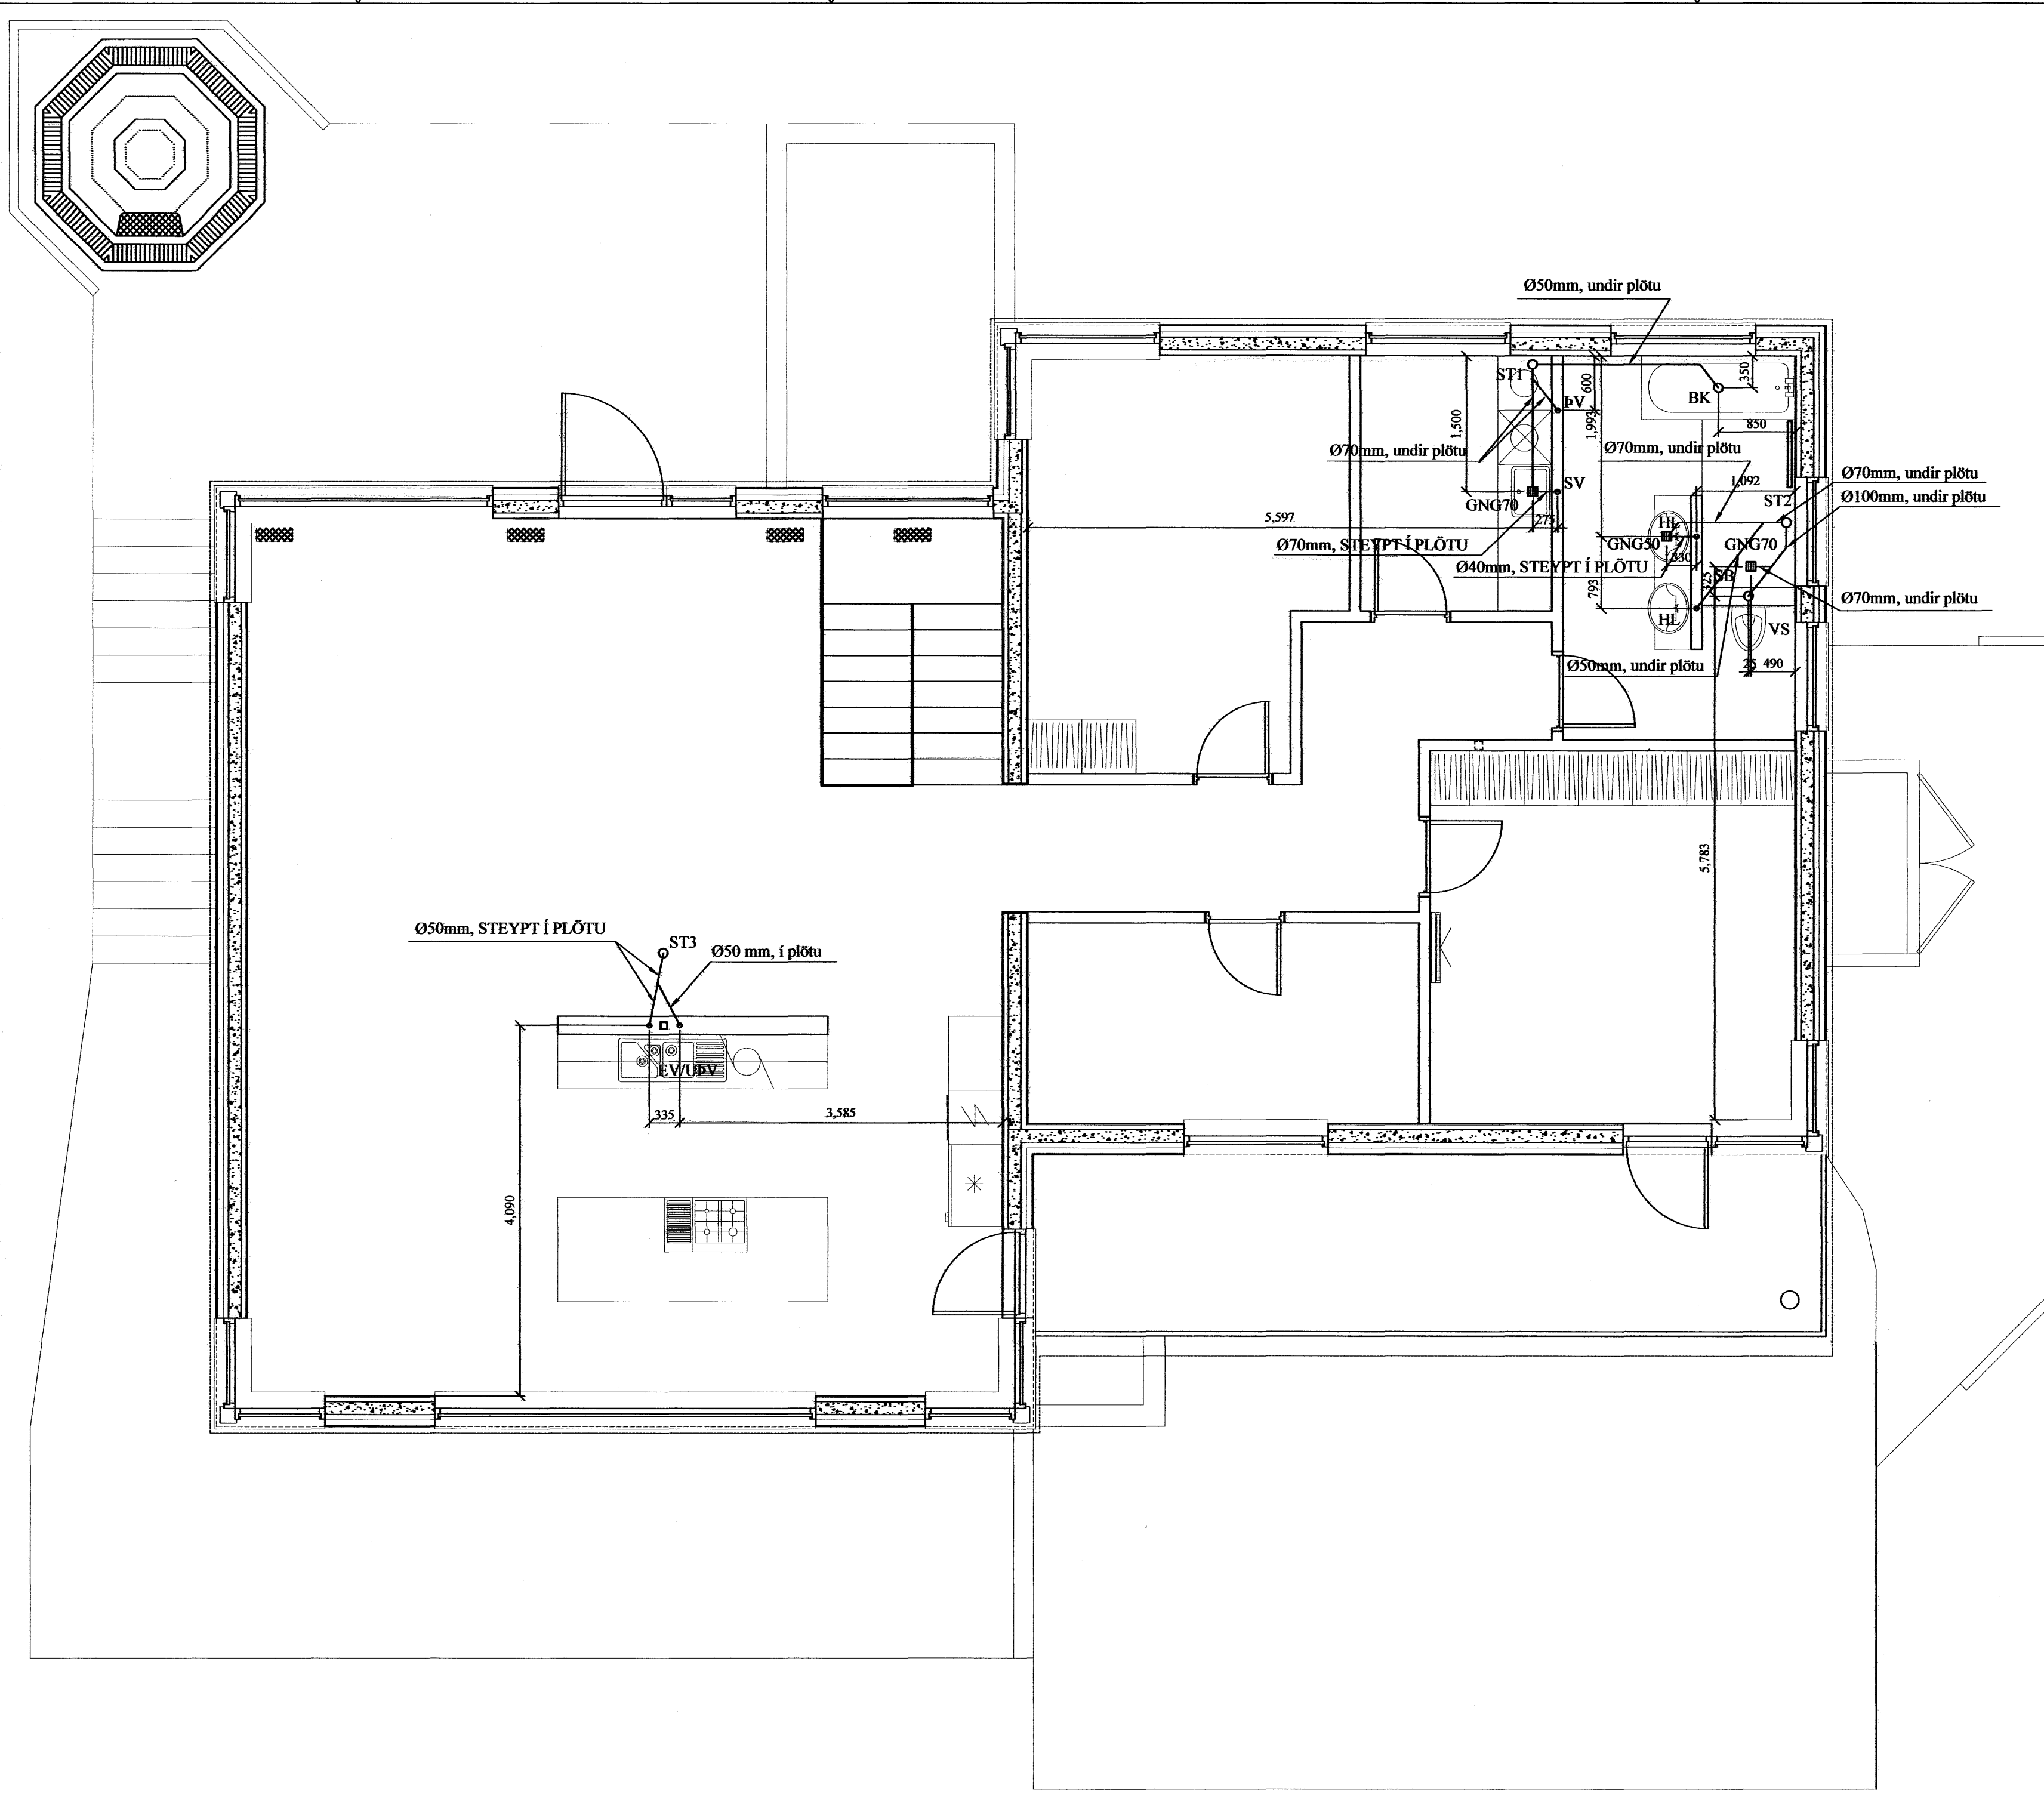 Ø50mm, undir plötu
ST1
ÞV
600
1,993
1,500
BK
350
850
Ø70mm, undir plötu
Ø70mm, undir plötu
Ø70mm, undir plötu
1,092
ST2
Ø100mm, undir plötu
SV
GNG70
275
5,597
HL
GNG50
GNG70
330
Ø70mm, STEYPT Í PLÖTU
Ø40mm, STEYPT Í PLÖTU
SB
325
793
Ø70mm, undir plötu
HL
VS
Ø50mm, undir plötu
25
490
5,783
Ø50mm, STEYPT Í PLÖTU
ST3
Ø50 mm, í plötu
EV/UÞV
335
3,585
4,090